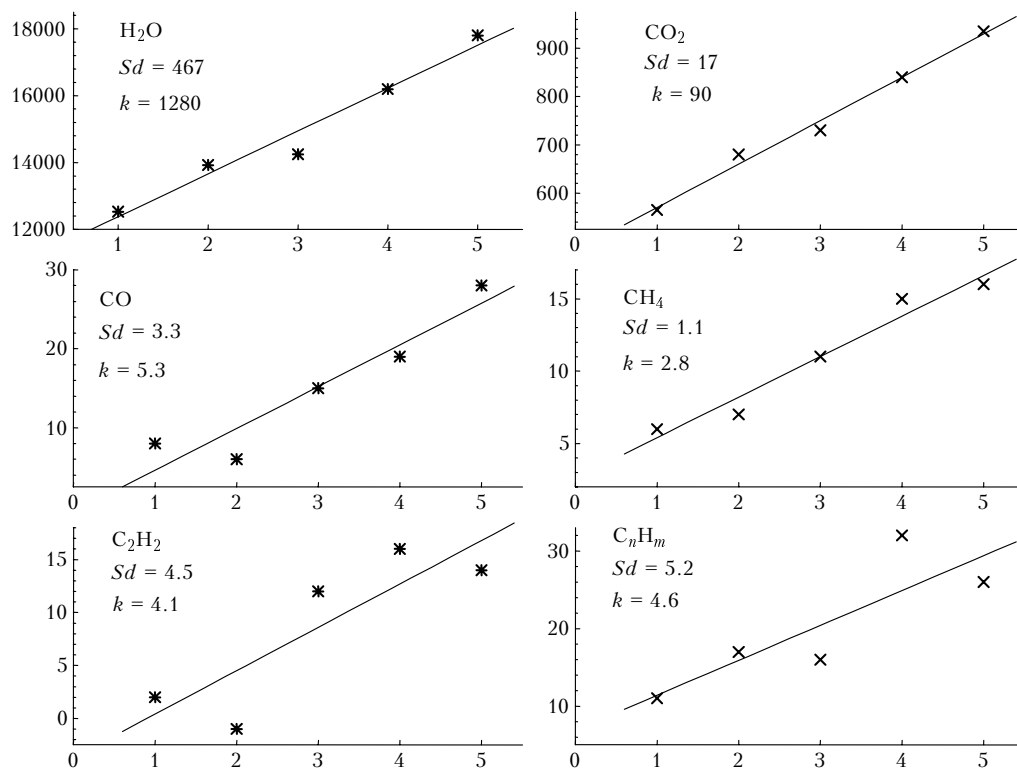 H₂O
Sd = 467
k = 1280
18000
16000
14000
12000
1 2 3 4 5
CO₂
Sd = 17
k = 90
900
800
700
600
0 1 2 3 4 5
CO
Sd = 3.3
k = 5.3
30
20
10
0 1 2 3 4 5
CH₄
Sd = 1.1
k = 2.8
15
10
5
0 1 2 3 4 5
C₂H₂
Sd = 4.5
k = 4.1
15
10
5
0
0 1 2 3 4 5
CₙHₘ
Sd = 5.2
k = 4.6
30
20
10
0 1 2 3 4 5